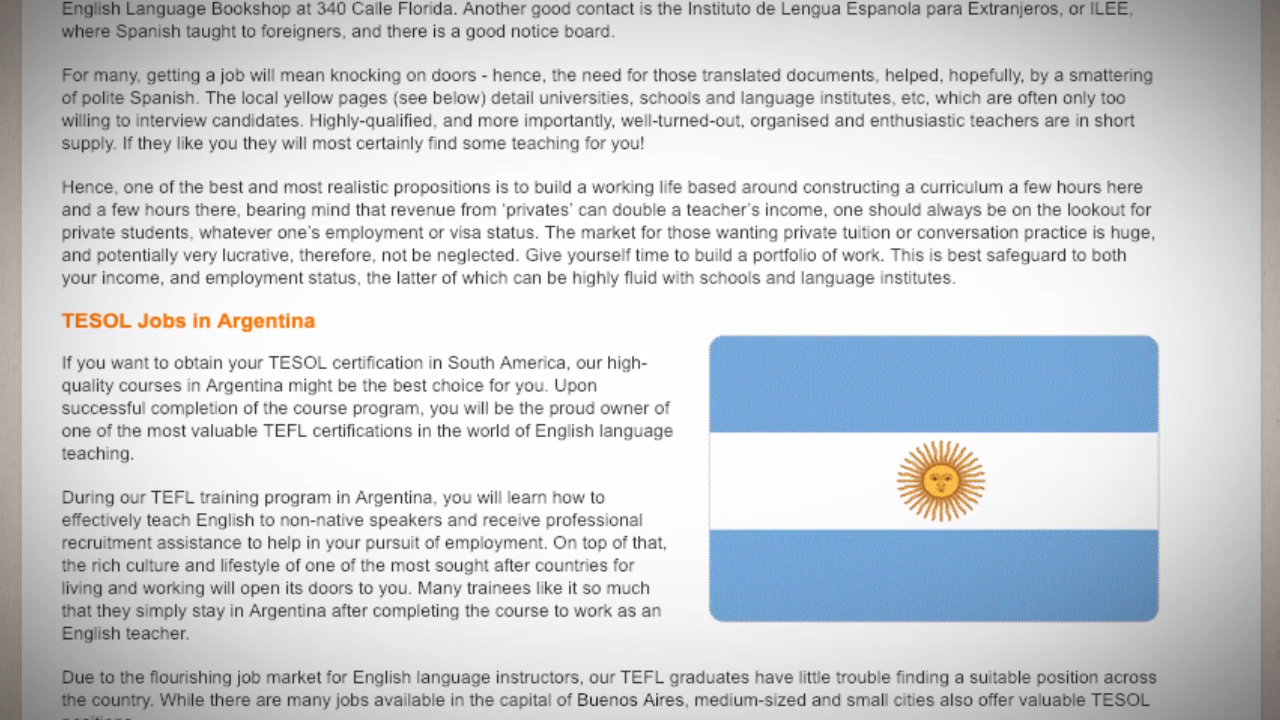 English Language Bookshop at 340 Calle Florida. Another good contact is the Instituto de Lengua Espanola para Extranjeros, or ILEE,
where Spanish taught to foreigners, and there is a good notice board.
For many, getting a job will mean knocking on doors - hence, the need for those translated documents, helped, hopefully, by a smattering
of polite Spanish. The local yellow pages (see below) detail universities, schools and language institutes, etc, which are often only too
willing to interview candidates. Highly-qualified, and more importantly, well-turned-out, organised and enthusiastic teachers are in short
supply. If they like you they will most certainly find some teaching for you!
Hence, one of the best and most realistic propositions is to build a working life based around constructing a curriculum a few hours here
and a few hours there, bearing mind that revenue from ‘privates’ can double a teacher’s income, one should always be on the lookout for
private students, whatever one’s employment or visa status. The market for those wanting private tuition or conversation practice is huge,
and potentially very lucrative, therefore, not be neglected. Give yourself time to build a portfolio of work. This is best safeguard to both
your income, and employment status, the latter of which can be highly fluid with schools and language institutes.
TESOL Jobs in Argentina
If you want to obtain your TESOL certification in South America, our high-
quality courses in Argentina might be the best choice for you. Upon
successful completion of the course program, you will be the proud owner of
one of the most valuable TEFL certifications in the world of English language
teaching.
During our TEFL training program in Argentina, you will learn how to
effectively teach English to non-native speakers and receive professional
recruitment assistance to help in your pursuit of employment. On top of that,
the rich culture and lifestyle of one of the most sought after countries for
living and working will open its doors to you. Many trainees like it so much
that they simply stay in Argentina after completing the course to work as an
English teacher.
Due to the flourishing job market for English language instructors, our TEFL graduates have little trouble finding a suitable position across
the country. While there are many jobs available in the capital of Buenos Aires, medium-sized and small cities also offer valuable TESOL